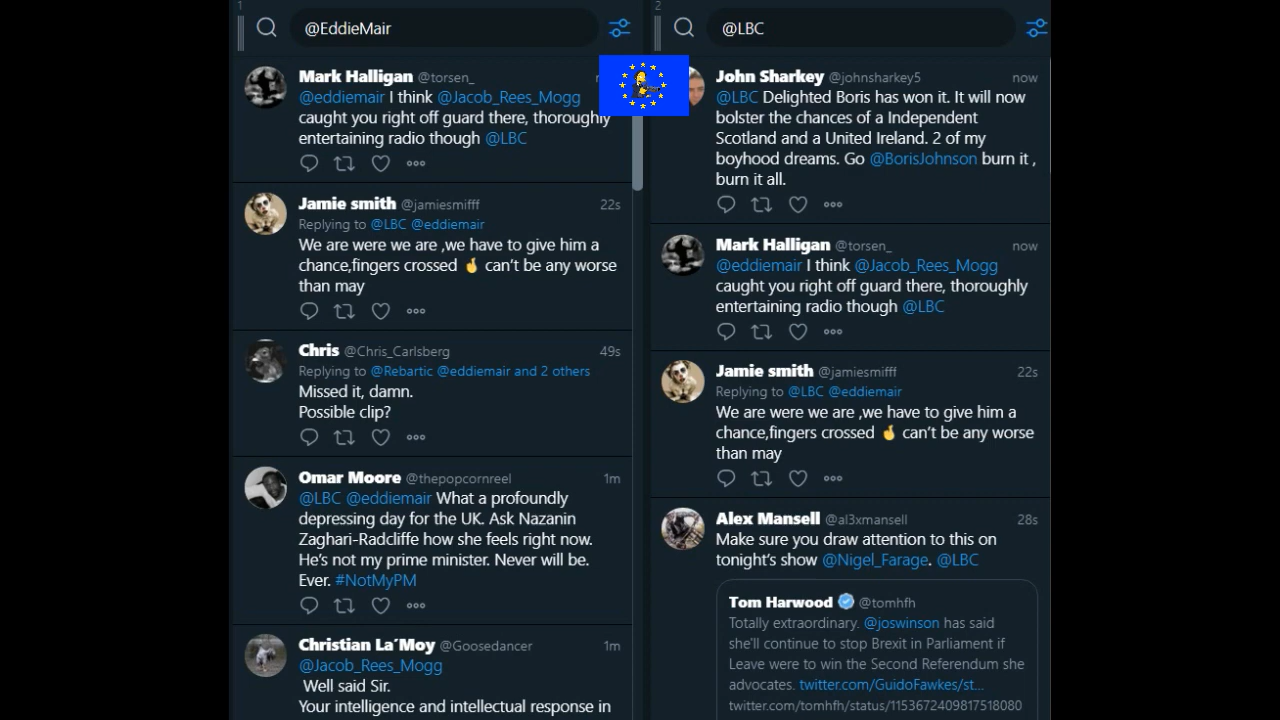 1
@EddieMair
Mark Halligan @torsen_
@eddiemair I think @Jacob_Rees_Mogg
caught you right off guard there, thoroughly
entertaining radio though @LBC
Jamie smith @jamiesmifff 22s
Replying to @LBC @eddiemair
We are were we are ,we have to give him a
chance,fingers crossed 🤞 can't be any worse
than may
Chris @Chris_Carlsberg 49s
Replying to @Rebartic @eddiemair and 2 others
Missed it, damn.
Possible clip?
Omar Moore @thepopcornreel 1m
@LBC @eddiemair What a profoundly
depressing day for the UK. Ask Nazanin
Zaghari-Radcliffe how she feels right now.
He's not my prime minister. Never will be.
Ever. #NotMyPM
Christian La´Moy @Goosedancer 1m
@Jacob_Rees_Mogg
Well said Sir.
Your intelligence and intellectual response in
2
@LBC
John Sharkey @johnsharkey5 now
@LBC Delighted Boris has won it. It will now
bolster the chances of a Independent
Scotland and a United Ireland. 2 of my
boyhood dreams. Go @BorisJohnson burn it ,
burn it all.
Mark Halligan @torsen_ now
@eddiemair I think @Jacob_Rees_Mogg
caught you right off guard there, thoroughly
entertaining radio though @LBC
Jamie smith @jamiesmifff 22s
Replying to @LBC @eddiemair
We are were we are ,we have to give him a
chance,fingers crossed 🤞 can't be any worse
than may
Alex Mansell @al3xmansell 28s
Make sure you draw attention to this on
tonight's show @Nigel_Farage. @LBC
Tom Harwood @tomhfh
Totally extraordinary. @joswinson has said
she'll continue to stop Brexit in Parliament if
Leave were to win the Second Referendum she
advocates. twitter.com/GuidoFawkes/st...
twitter.com/tomhfh/status/1153672409817518080